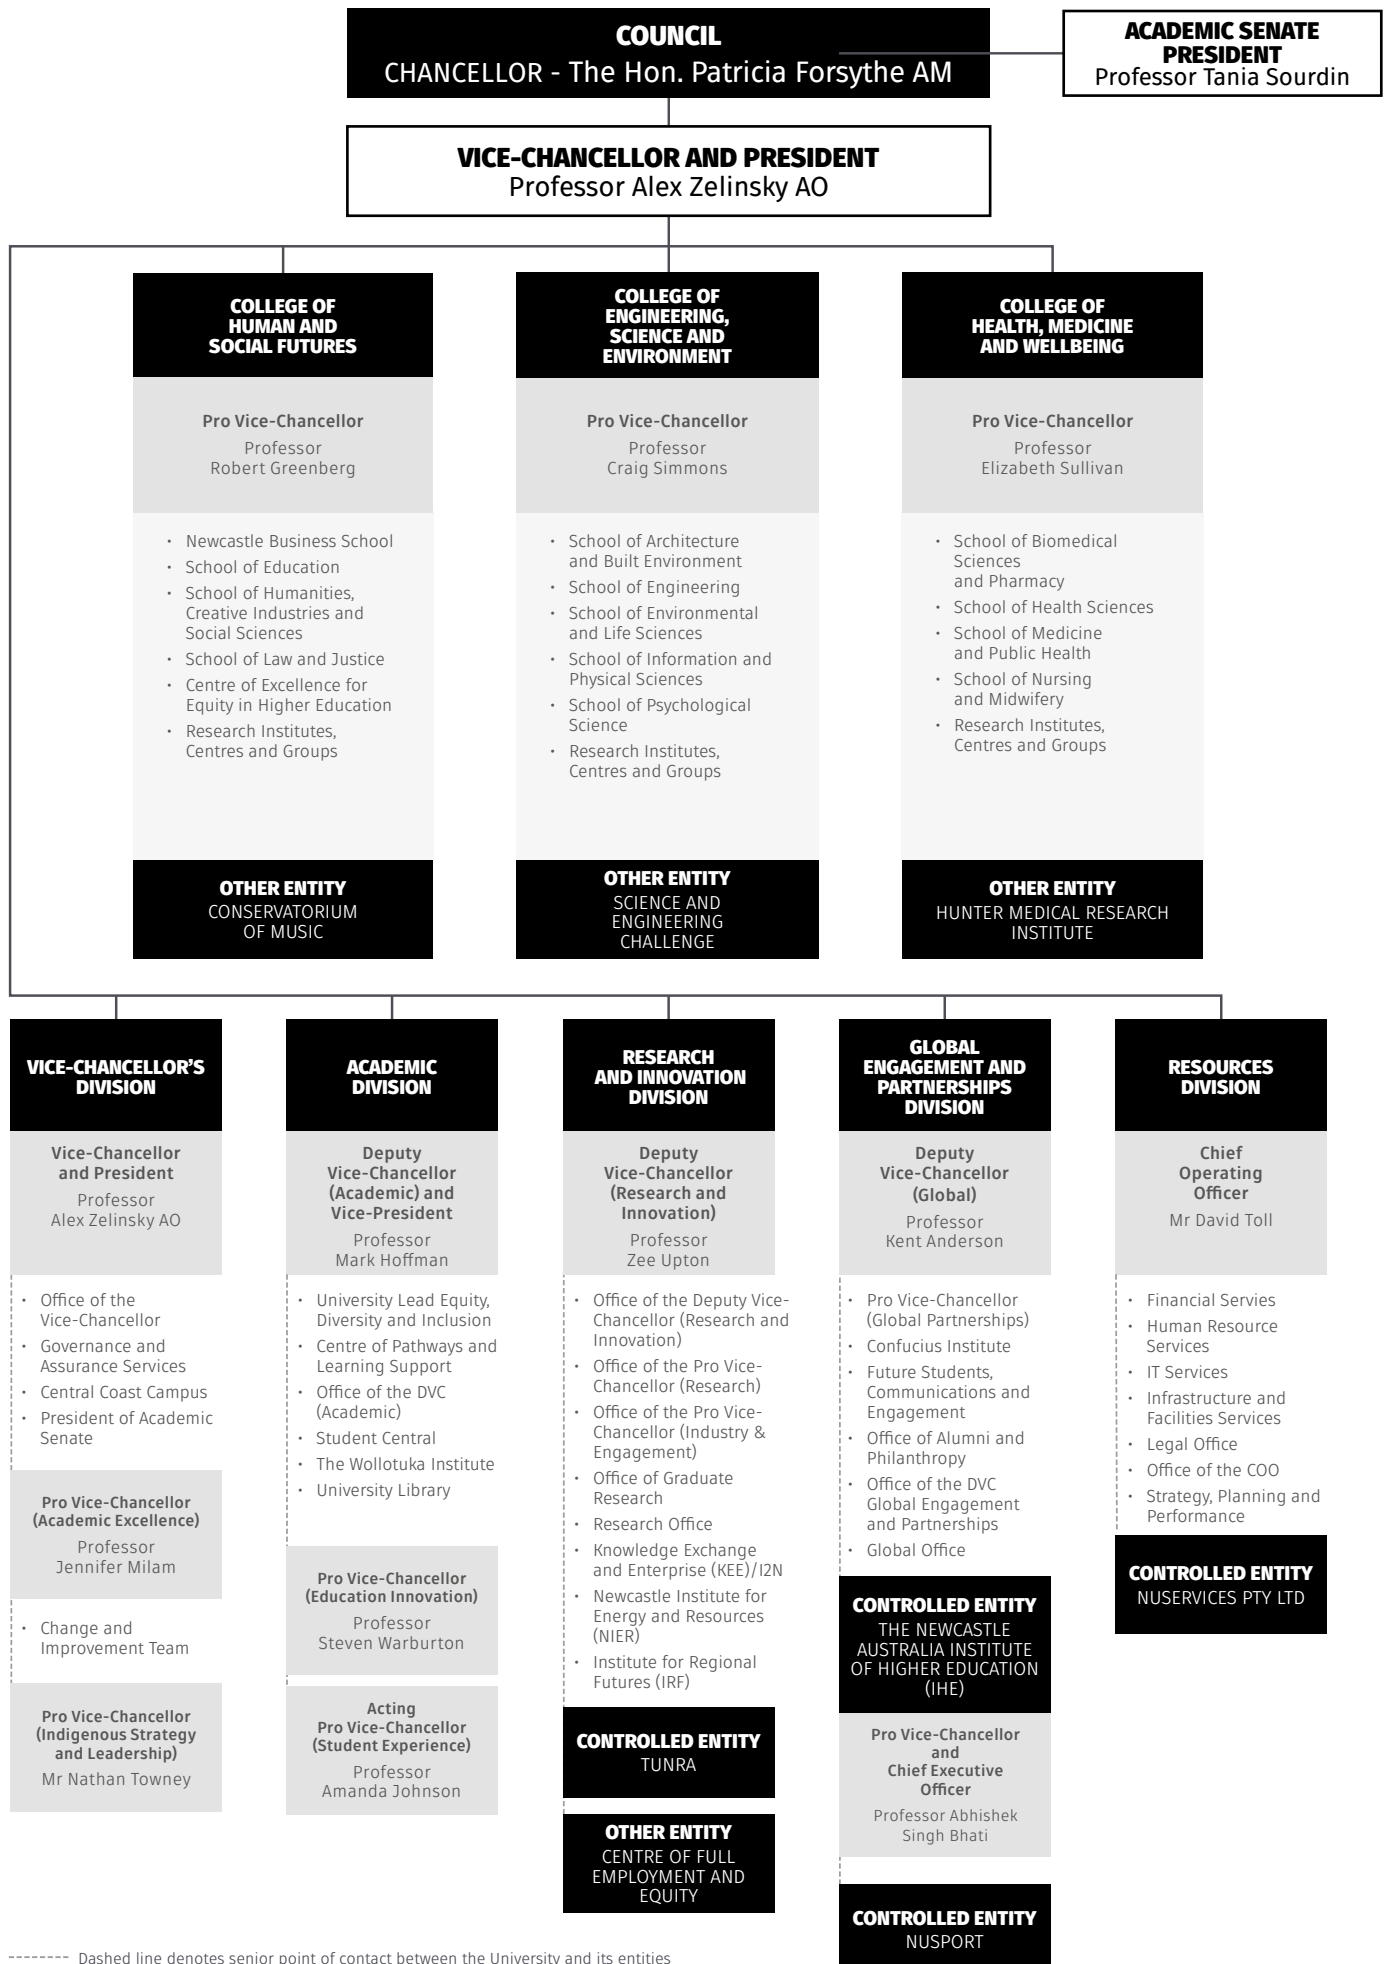 COUNCIL
CHANCELLOR - The Hon. Patricia Forsythe AM
ACADEMIC SENATE
PRESIDENT
Professor Tania Sourdin
VICE-CHANCELLOR AND PRESIDENT
Professor Alex Zelinsky AO
COLLEGE OF
HUMAN AND
SOCIAL FUTURES
Pro Vice-Chancellor
Professor
Robert Greenberg
• Newcastle Business School
• School of Education
• School of Humanities,
Creative Industries and
Social Sciences
• School of Law and Justice
• Centre of Excellence for
Equity in Higher Education
• Research Institutes,
Centres and Groups
OTHER ENTITY
CONSERVATORIUM
OF MUSIC
COLLEGE OF
ENGINEERING,
SCIENCE AND
ENVIRONMENT
Pro Vice-Chancellor
Professor
Craig Simmons
• School of Architecture
and Built Environment
• School of Engineering
• School of Environmental
and Life Sciences
• School of Information and
Physical Sciences
• School of Psychological
Science
• Research Institutes,
Centres and Groups
OTHER ENTITY
SCIENCE AND
ENGINEERING
CHALLENGE
COLLEGE OF
HEALTH, MEDICINE
AND WELLBEING
Pro Vice-Chancellor
Professor
Elizabeth Sullivan
• School of Biomedical
Sciences
and Pharmacy
• School of Health Sciences
• School of Medicine
and Public Health
• School of Nursing
and Midwifery
• Research Institutes,
Centres and Groups
OTHER ENTITY
HUNTER MEDICAL RESEARCH
INSTITUTE
VICE-CHANCELLOR'S
DIVISION
Vice-Chancellor
and President
Professor
Alex Zelinsky AO
• Office of the
Vice-Chancellor
• Governance and
Assurance Services
• Central Coast Campus
• President of Academic
Senate
Pro Vice-Chancellor
(Academic Excellence)
Professor
Jennifer Milam
• Change and
Improvement Team
Pro Vice-Chancellor
(Indigenous Strategy
and Leadership)
Mr Nathan Towney
ACADEMIC
DIVISION
Deputy
Vice-Chancellor
(Academic) and
Vice-President
Professor
Mark Hoffman
• University Lead Equity,
Diversity and Inclusion
• Centre of Pathways and
Learning Support
• Office of the DVC
(Academic)
• Student Central
• The Wollotuka Institute
• University Library
Pro Vice-Chancellor
(Education Innovation)
Professor
Steven Warburton
Acting
Pro Vice-Chancellor
(Student Experience)
Professor
Amanda Johnson
RESEARCH
AND INNOVATION
DIVISION
Deputy
Vice-Chancellor
(Research and
Innovation)
Professor
Zee Upton
• Office of the Deputy Vice-
Chancellor (Research and
Innovation)
• Office of the Pro Vice-
Chancellor (Research)
• Office of the Pro Vice-
Chancellor (Industry &
Engagement)
• Office of Graduate
Research
• Research Office
• Knowledge Exchange
and Enterprise (KEE)/I2N
• Newcastle Institute for
Energy and Resources
(NIER)
• Institute for Regional
Futures (IRF)
CONTROLLED ENTITY
TUNRA
OTHER ENTITY
CENTRE OF FULL
EMPLOYMENT AND
EQUITY
GLOBAL
ENGAGEMENT AND
PARTNERSHIPS
DIVISION
Deputy
Vice-Chancellor
(Global)
Professor
Kent Anderson
• Pro Vice-Chancellor
(Global Partnerships)
• Confucius Institute
• Future Students,
Communications and
Engagement
• Office of Alumni and
Philanthropy
• Office of the DVC
Global Engagement
and Partnerships
• Global Office
CONTROLLED ENTITY
THE NEWCASTLE
AUSTRALIA INSTITUTE
OF HIGHER EDUCATION
(IHE)
Pro Vice-Chancellor
and
Chief Executive
Officer
Professor Abhishek
Singh Bhati
CONTROLLED ENTITY
NUSPORT
RESOURCES
DIVISION
Chief
Operating
Officer
Mr David Toll
• Financial Servies
• Human Resource
Services
• IT Services
• Infrastructure and
Facilities Services
• Legal Office
• Office of the COO
• Strategy, Planning and
Performance
CONTROLLED ENTITY
NUSERVICES PTY LTD
Dashed line denotes senior point of contact between the University and its entities